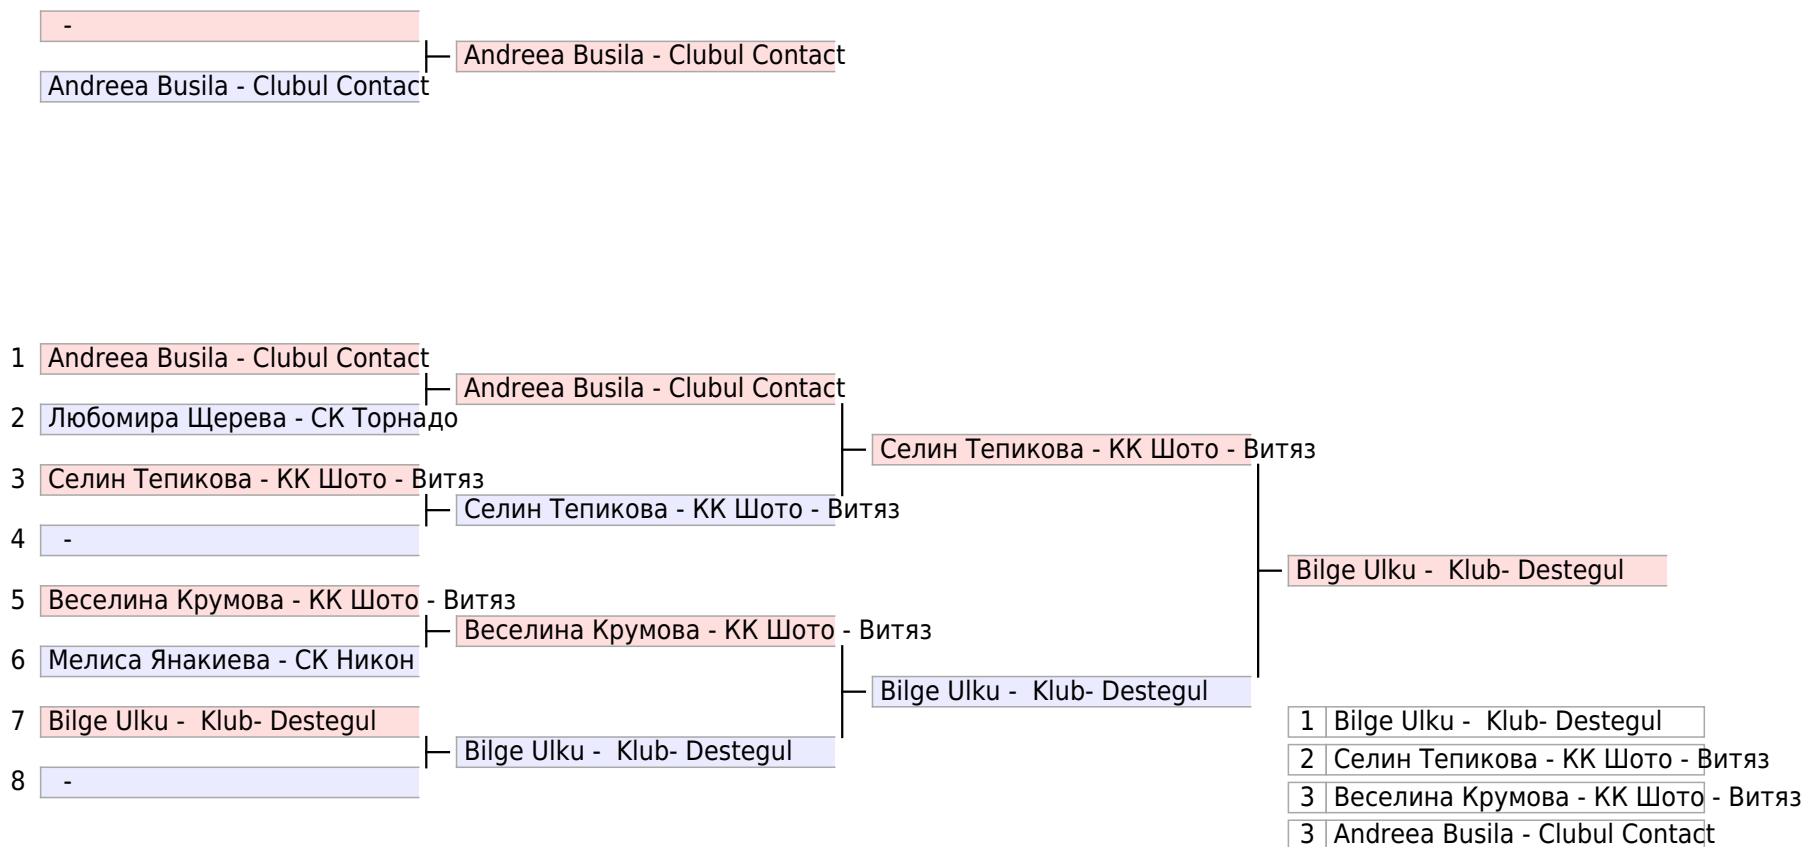 -
Andreea Busila - Clubul Contact
Andreea Busila - Clubul Contact
1 Andreea Busila - Clubul Contact
Andreea Busila - Clubul Contact
2 Любомира Щерева - СК Торнадо
Селин Тепикова - КК Шото - Витяз
3 Селин Тепикова - КК Шото - Витяз
Селин Тепикова - КК Шото - Витяз
4 -
Bilge Ulku - Klub- Destegul
5 Веселина Крумова - КК Шото - Витяз
Веселина Крумова - КК Шото - Витяз
6 Мелиса Янакиева - СК Никон
Bilge Ulku - Klub- Destegul
7 Bilge Ulku - Klub- Destegul
Bilge Ulku - Klub- Destegul
8 -
1 Bilge Ulku - Klub- Destegul
2 Селин Тепикова - КК Шото - Витяз
3 Веселина Крумова - КК Шото - Витяз
3 Andreea Busila - Clubul Contact